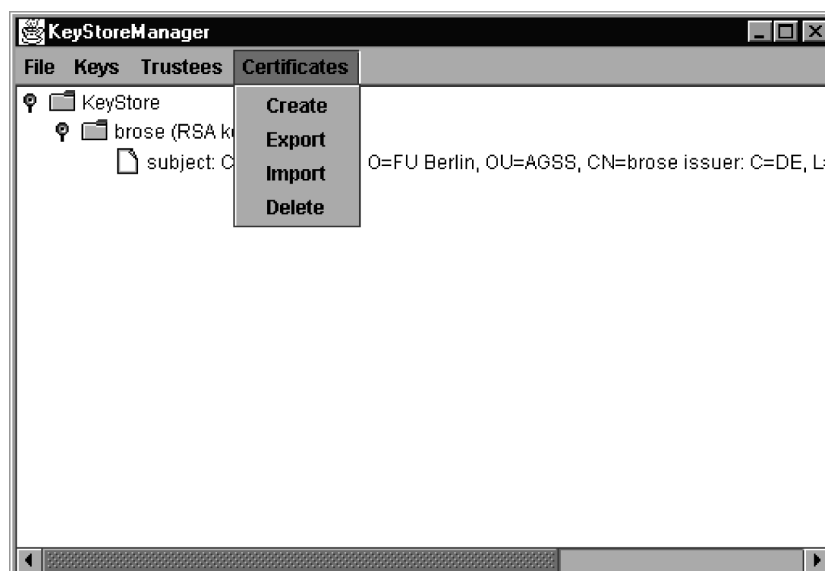 KeyStoreManager
File Keys Trustees Certificates
KeyStore
Create
brose (RSA k
Export
subject: C
O=FU Berlin, OU=AGSS, CN=brose issuer: C=DE, L=
Import
Delete